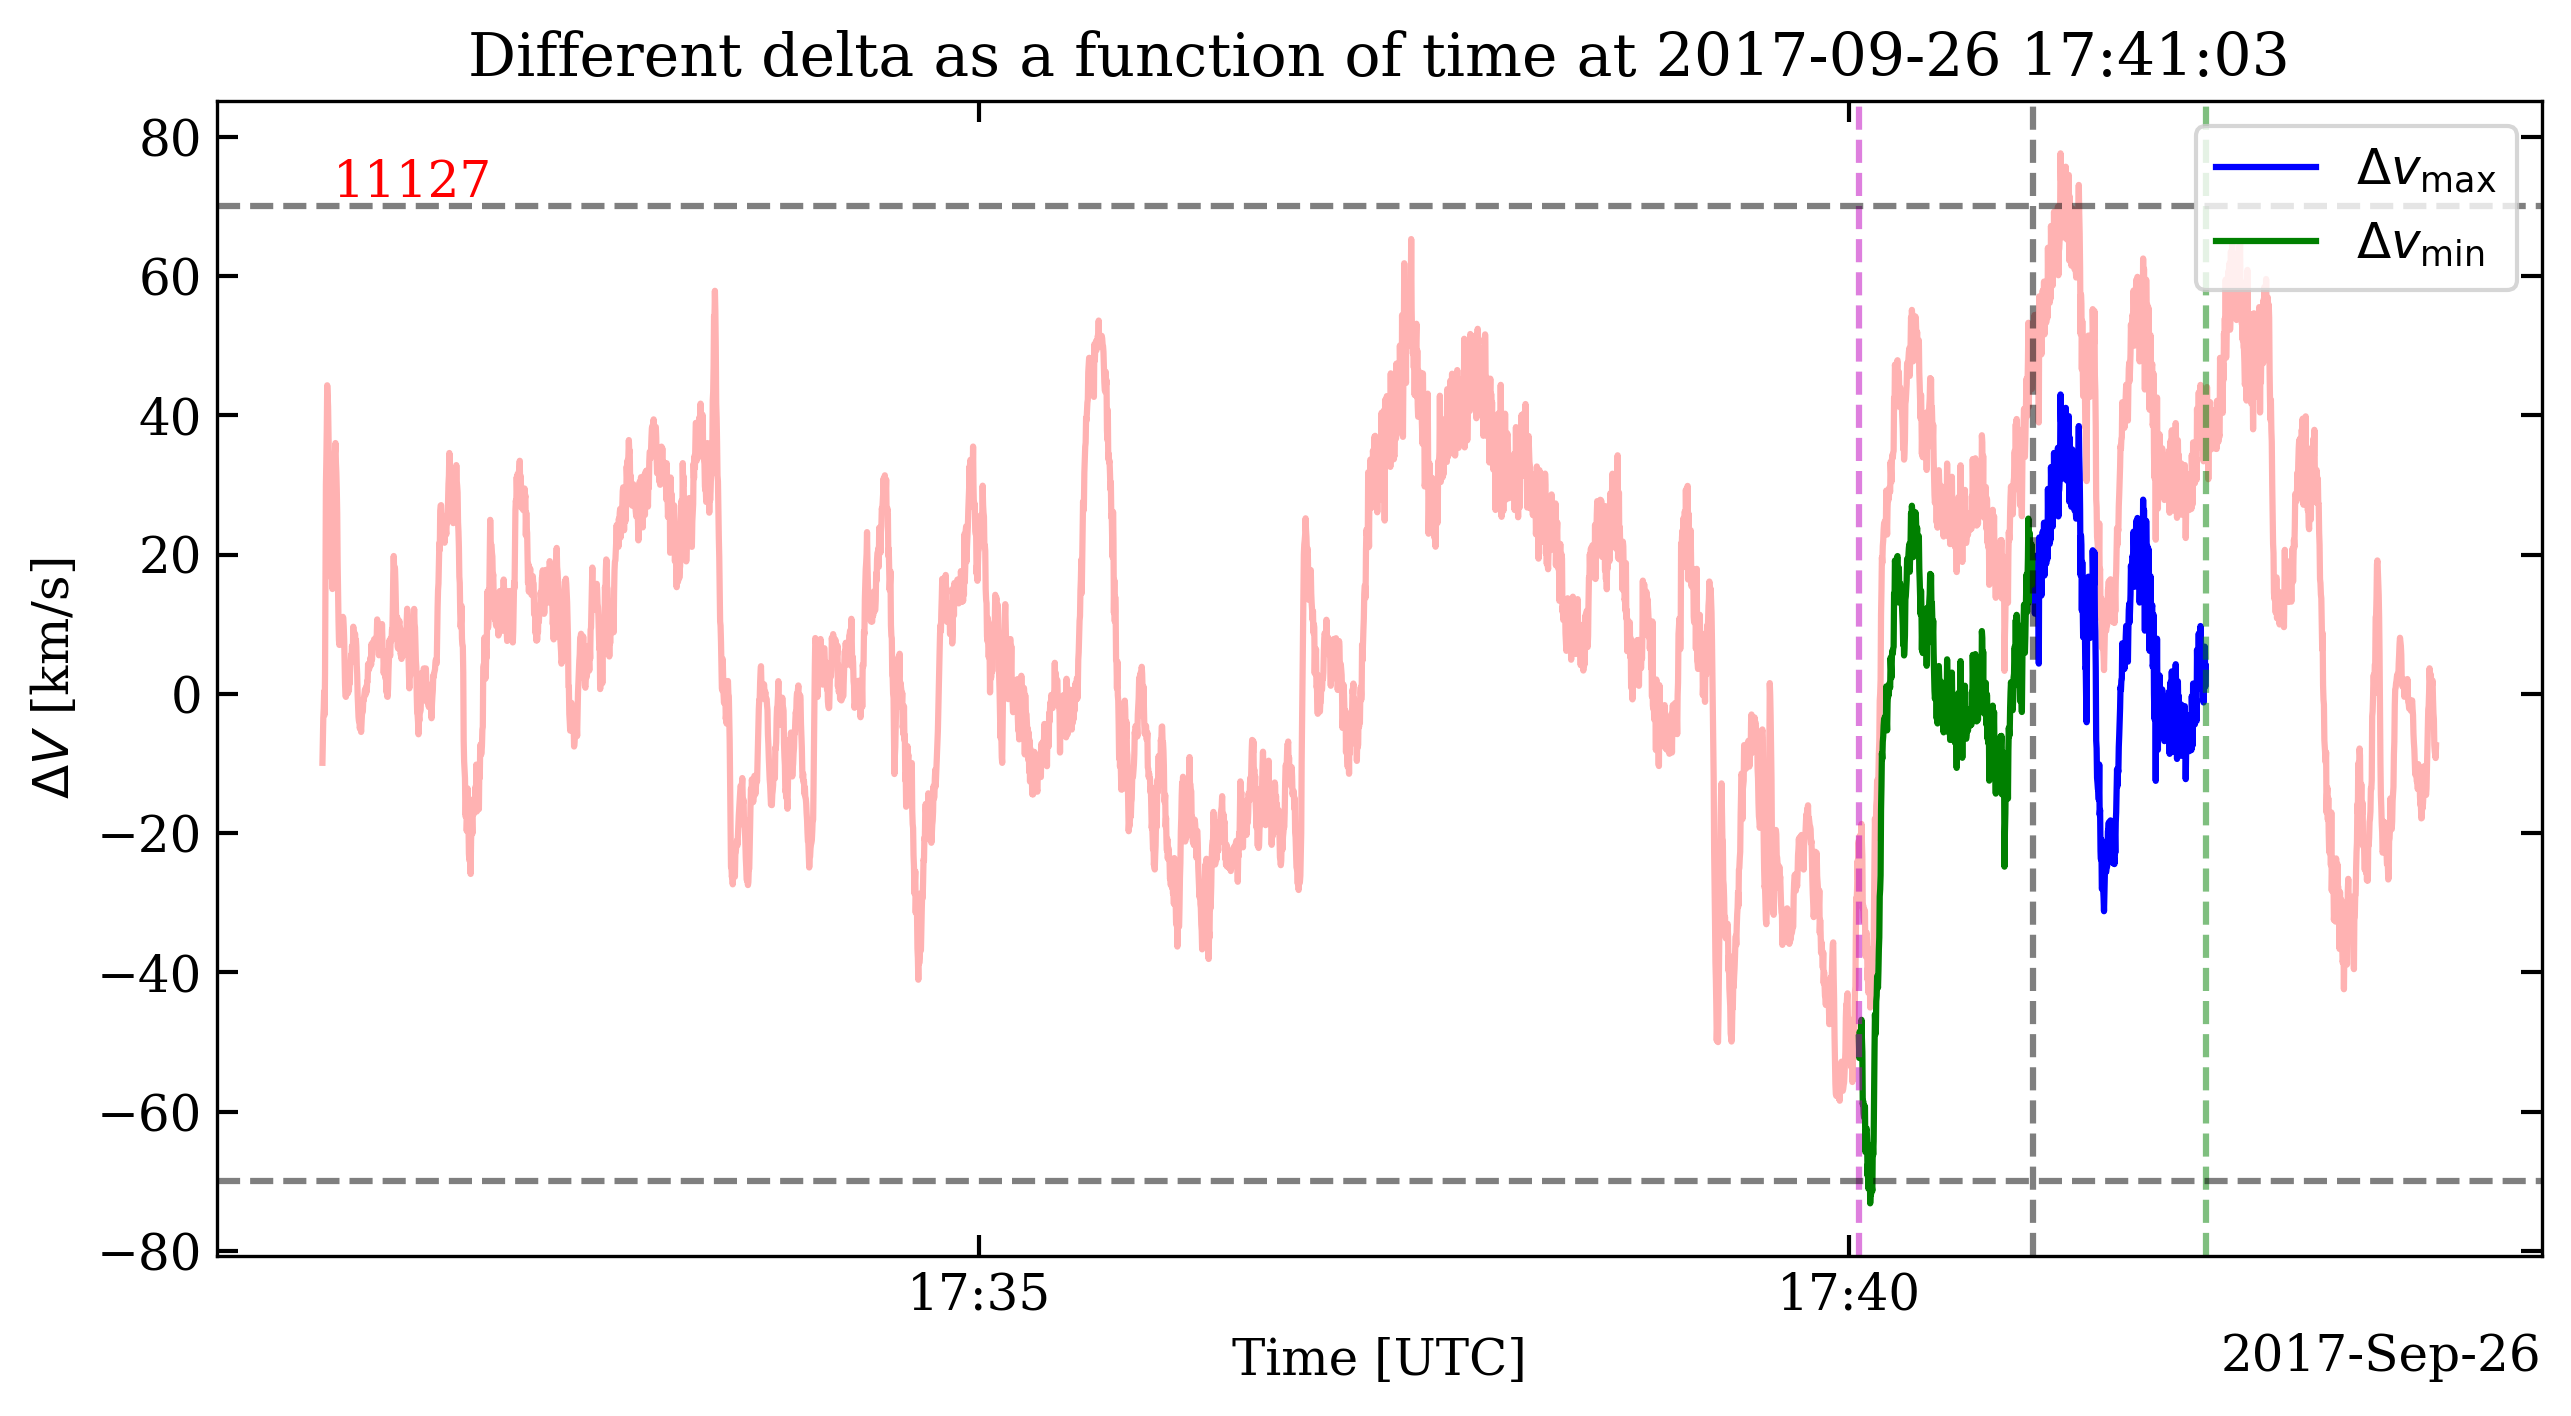 Different delta as a function of time at 2017-09-26 17:41:03
80
60
40
20
0
−20
−40
−60
−80
ΔV [km/s]
11127
Δvmax
Δvmin
17:35
17:40
Time [UTC]
2017-Sep-26